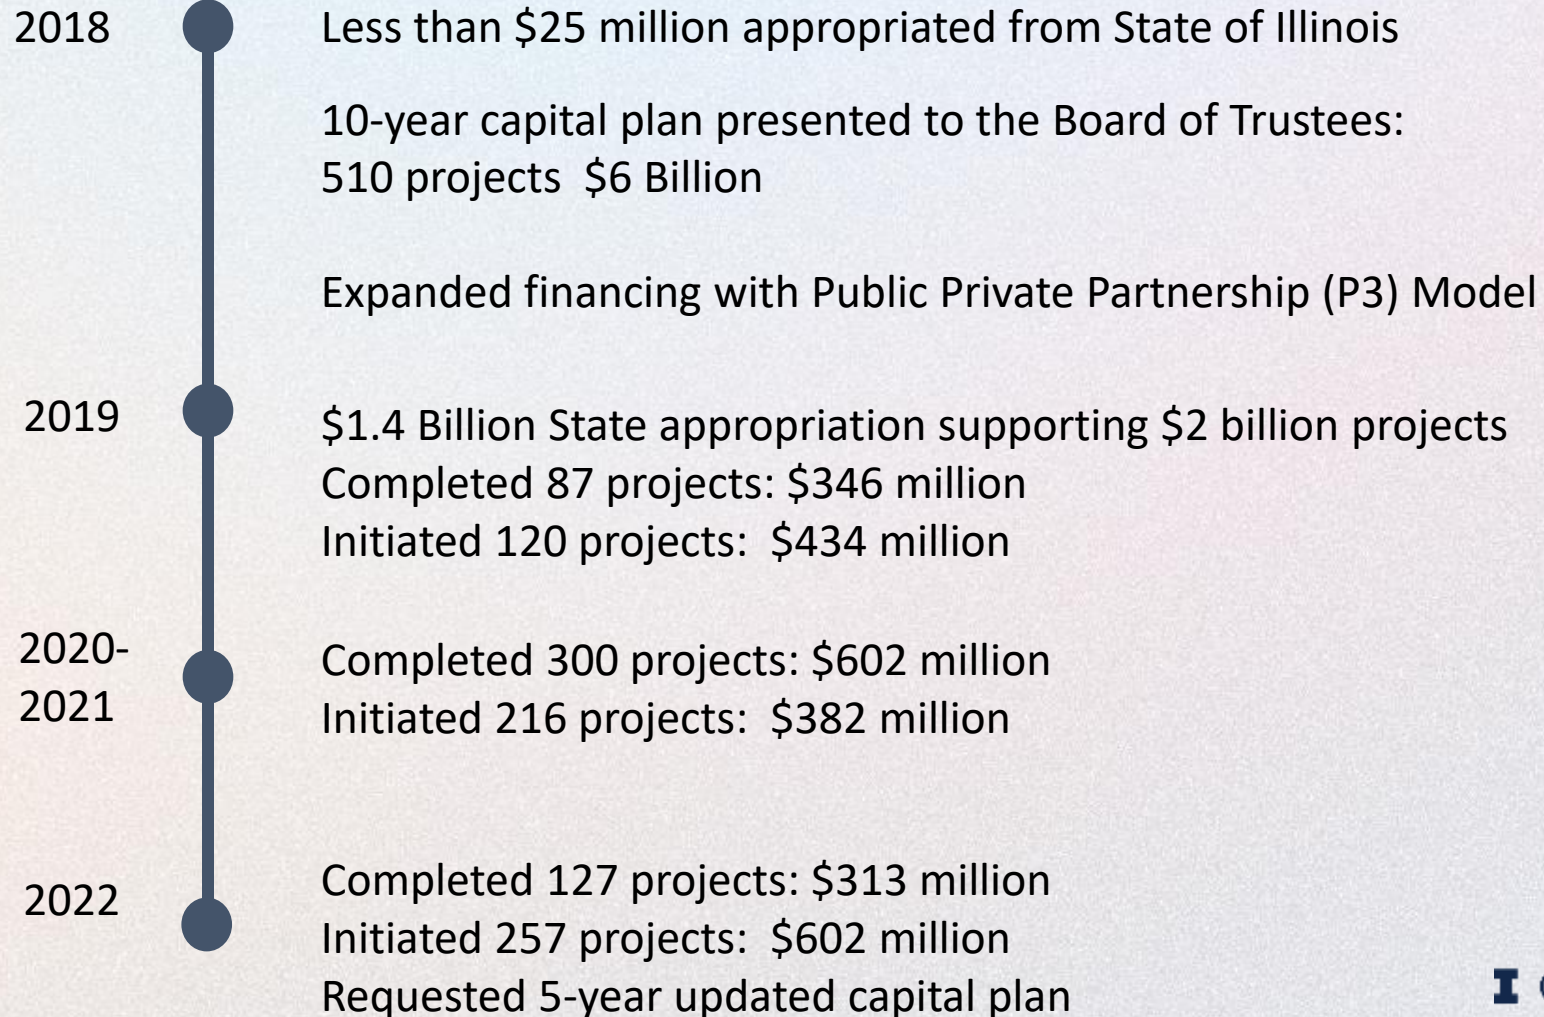 2018
Less than $25 million appropriated from State of Illinois
10-year capital plan presented to the Board of Trustees:
510 projects  $6 Billion
Expanded financing with Public Private Partnership (P3) Model
2019
$1.4 Billion State appropriation supporting $2 billion projects
Completed 87 projects: $346 million
Initiated 120 projects:  $434 million
2020-
2021
Completed 300 projects: $602 million
Initiated 216 projects:  $382 million
2022
Completed 127 projects: $313 million
Initiated 257 projects:  $602 million
Requested 5-year updated capital plan
I